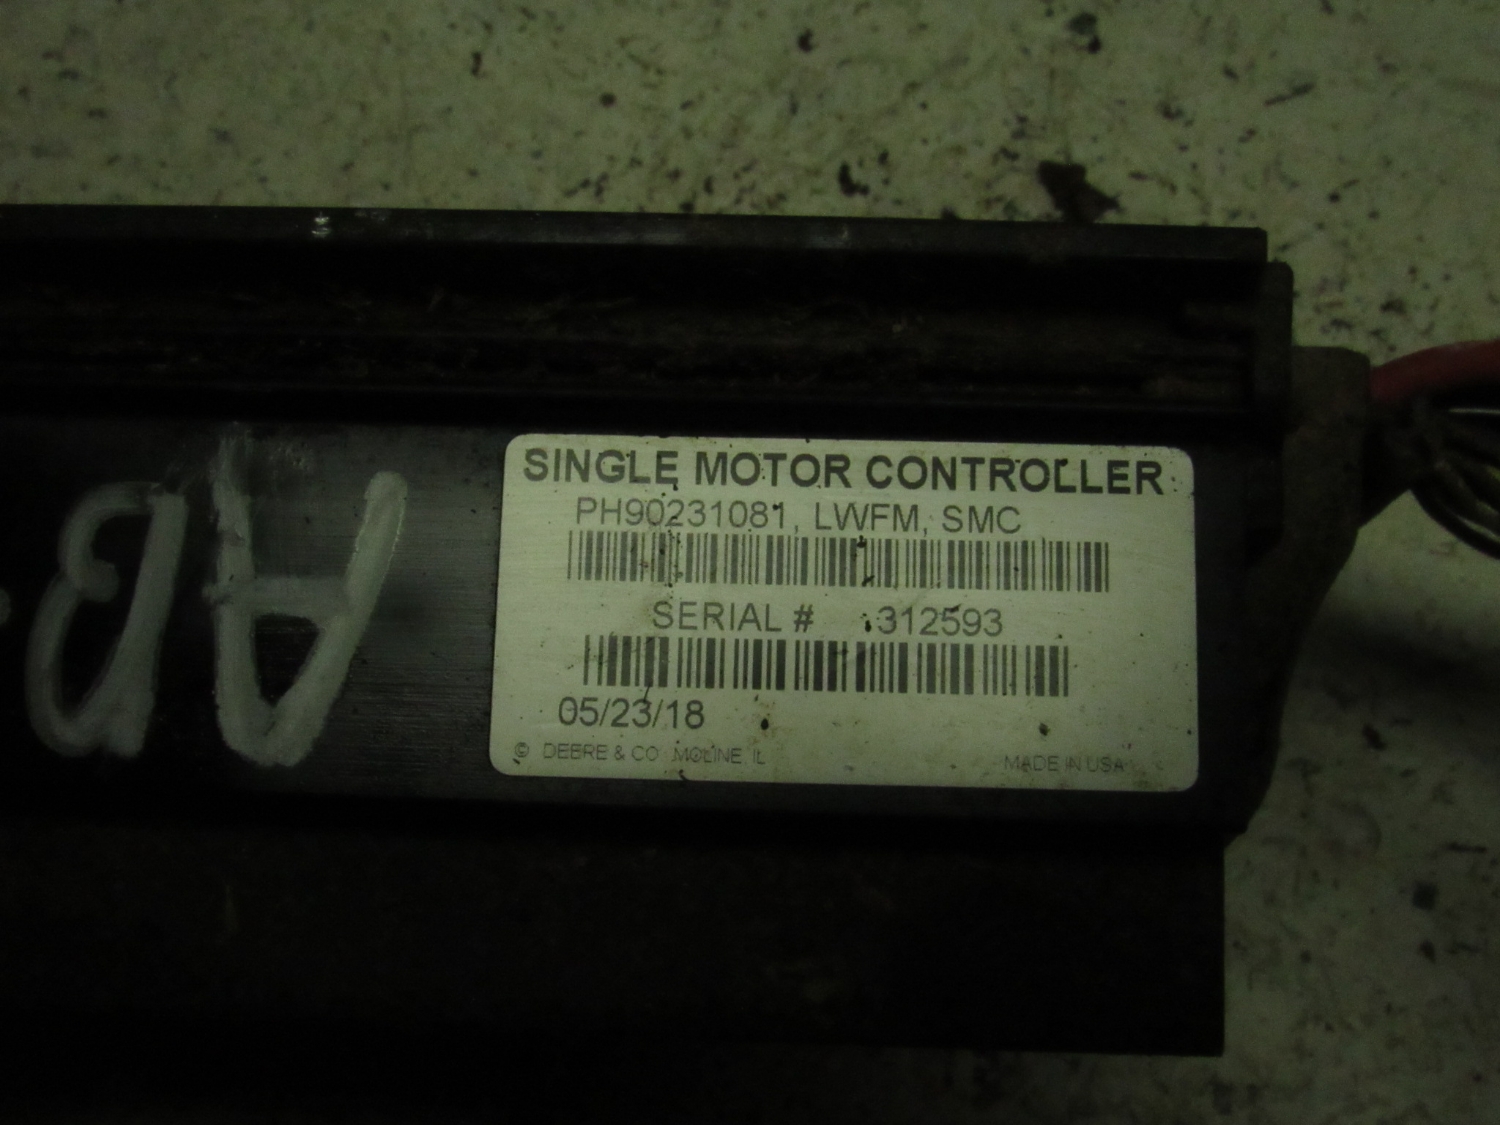 SINGLE MOTOR CONTROLLER
PH90231081, LWFM, SMC
SERIAL # 312593
05/23/18
© DEERE & CO. MOLINE, IL MADE IN USA